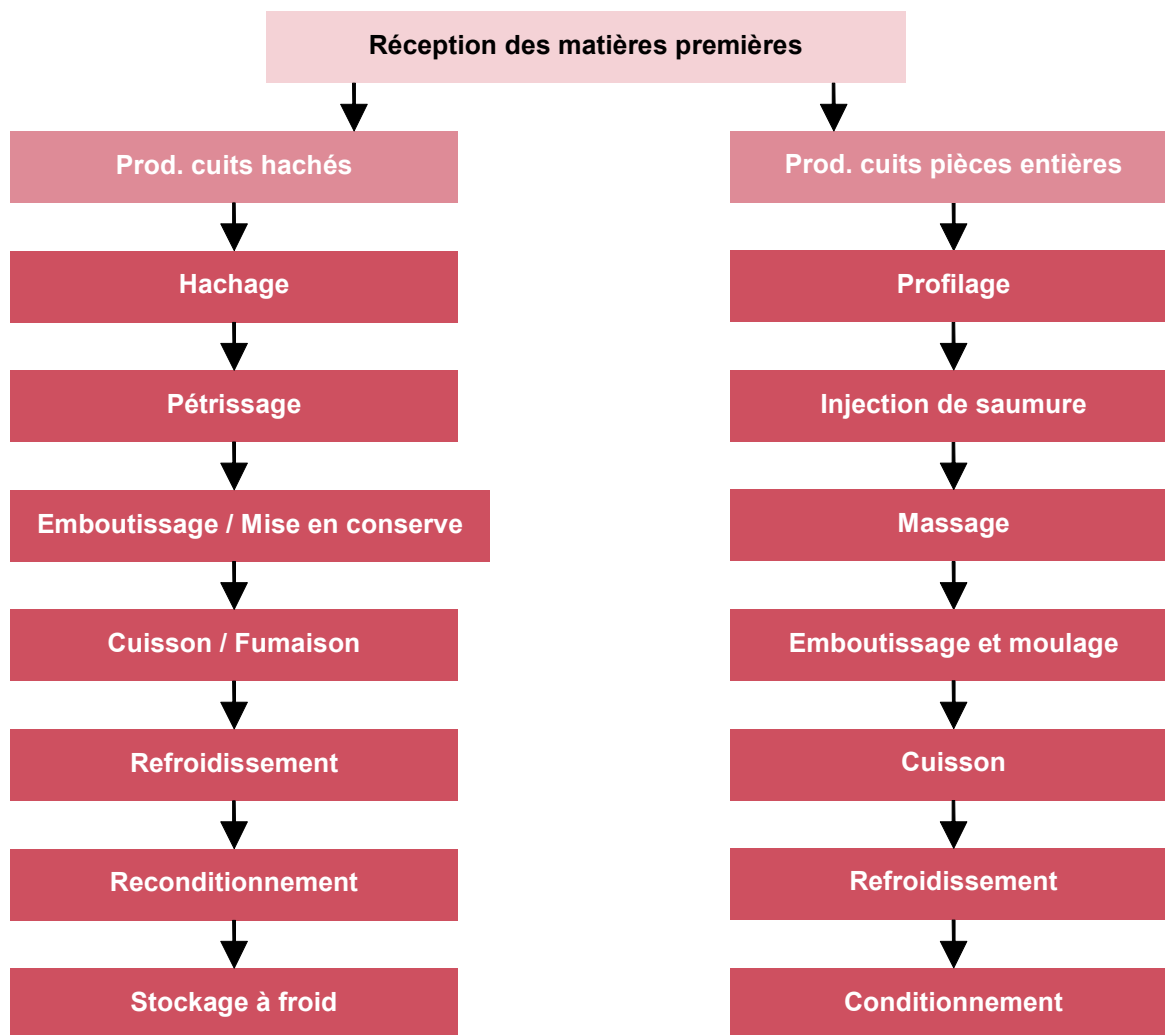 Réception des matières premières
Prod. cuits hachés
Hachage
Pétrissage
Emboutissage / Mise en conserve
Cuisson / Fumaison
Refroidissement
Reconditionnement
Stockage à froid
Prod. cuits pièces entières
Profilage
Injection de saumure
Massage
Emboutissage et moulage
Cuisson
Refroidissement
Conditionnement